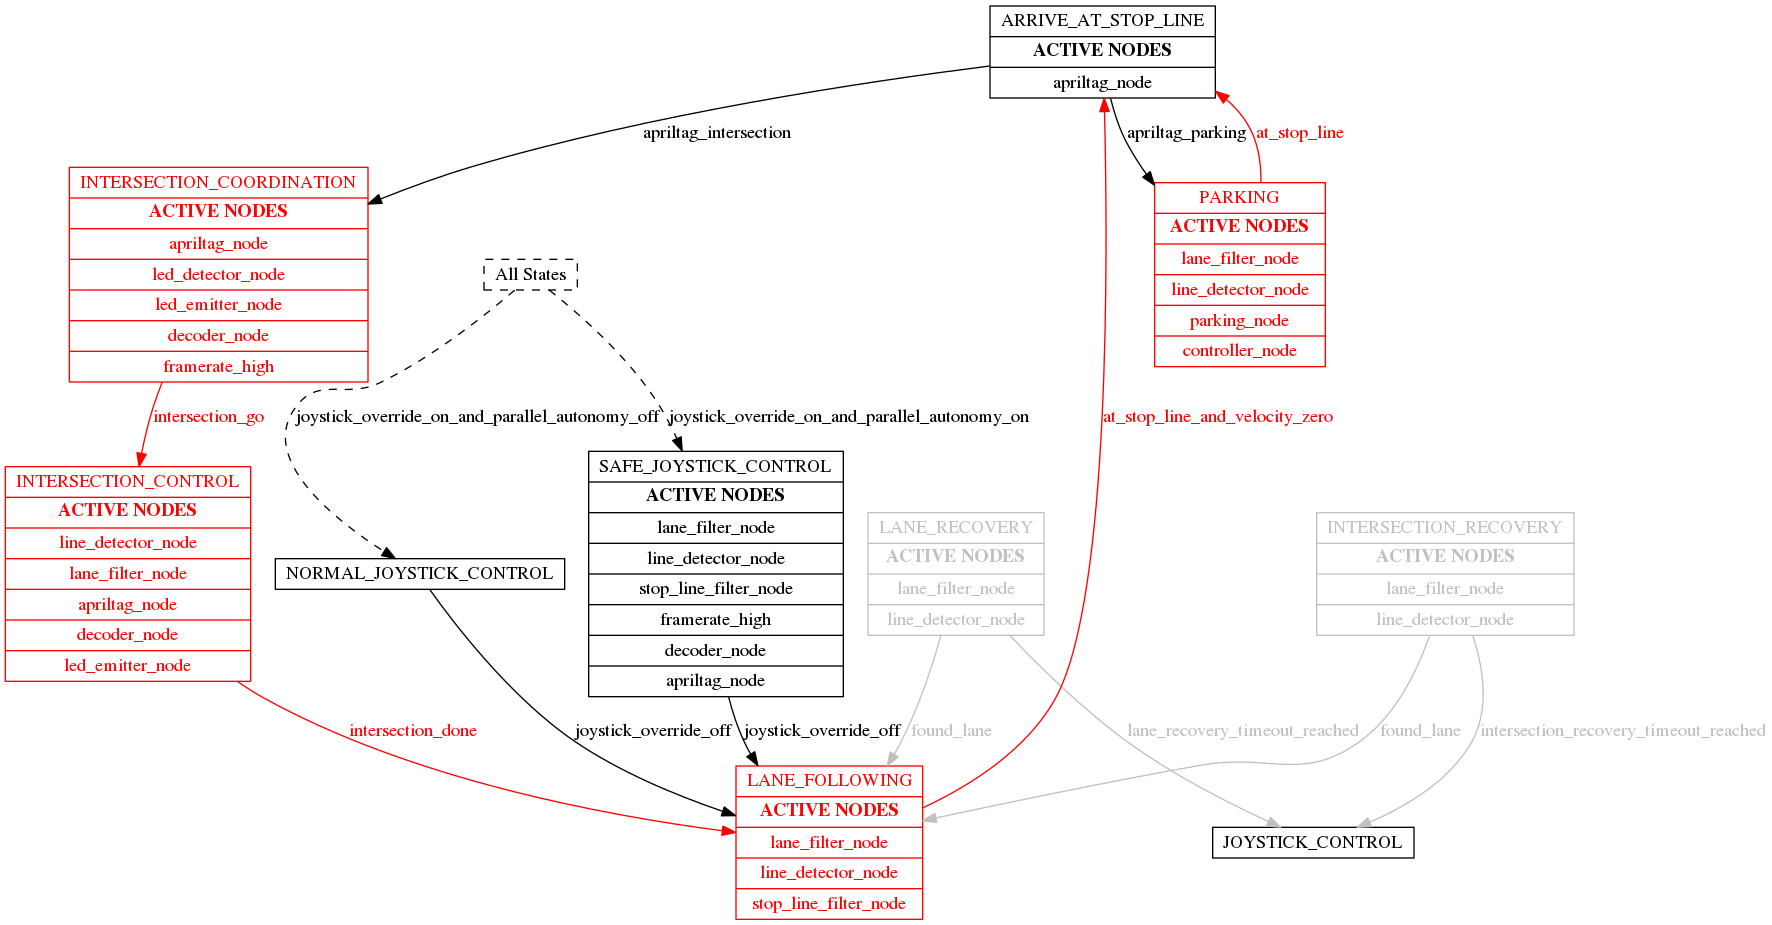 ARRIVE_AT_STOP_LINE
ACTIVE NODES
apriltag_node
apriltag_intersection
apriltag_parking
at_stop_line
INTERSECTION_COORDINATION
ACTIVE NODES
apriltag_node
led_detector_node
led_emitter_node
decoder_node
framerate_high
PARKING
ACTIVE NODES
lane_filter_node
line_detector_node
parking_node
controller_node
All States
intersection_go
joystick_override_on_and_parallel_autonomy_off
joystick_override_on_and_parallel_autonomy_on
at_stop_line_and_velocity_zero
INTERSECTION_CONTROL
ACTIVE NODES
line_detector_node
lane_filter_node
apriltag_node
decoder_node
led_emitter_node
NORMAL_JOYSTICK_CONTROL
SAFE_JOYSTICK_CONTROL
ACTIVE NODES
lane_filter_node
line_detector_node
stop_line_filter_node
framerate_high
decoder_node
apriltag_node
LANE_RECOVERY
ACTIVE NODES
lane_filter_node
line_detector_node
INTERSECTION_RECOVERY
ACTIVE NODES
lane_filter_node
line_detector_node
intersection_done
joystick_override_off
joystick_override_off
found_lane
lane_recovery_timeout_reached
found_lane
intersection_recovery_timeout_reached
LANE_FOLLOWING
ACTIVE NODES
lane_filter_node
line_detector_node
stop_line_filter_node
JOYSTICK_CONTROL